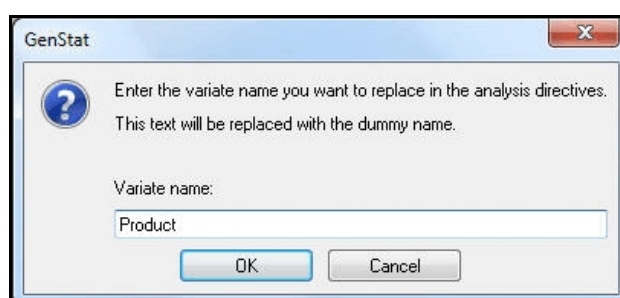 GenStat
Enter the variate name you want to replace in the analysis directives.
This text will be replaced with the dummy name.
Variate name:
Product
OK Cancel